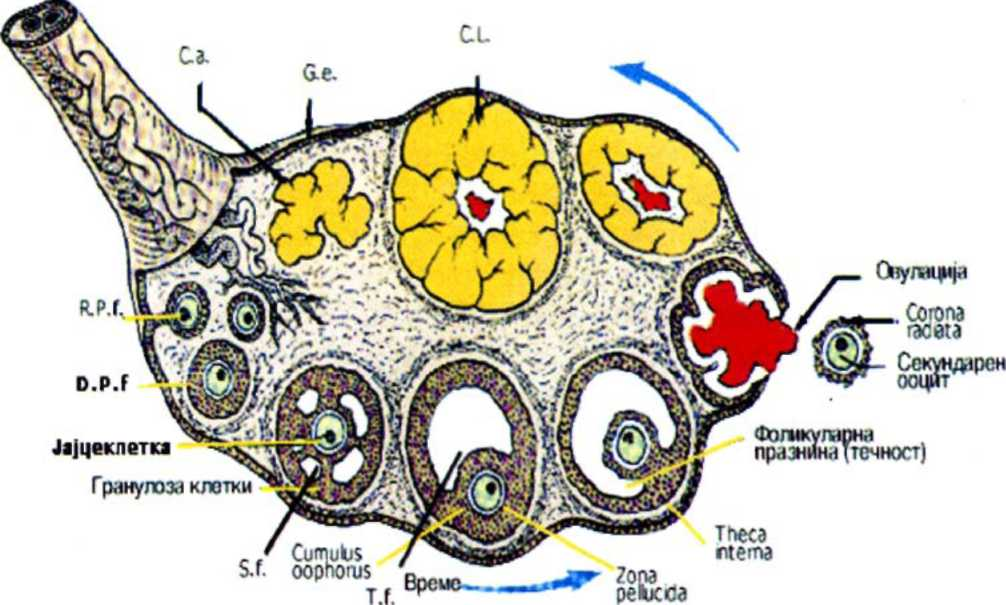 C.L.
C.a.
G.e.
Овулација
R.P.f.
Corona
radiata
Секундарен
ооцит
D.P.f
Фоликуларна
празнина (течност)
Јајцеклетка
Гранулоза клетки
Theca
interna
S.f.
Cumulus
oophorus
T.f.
Време
Zona
pellucida